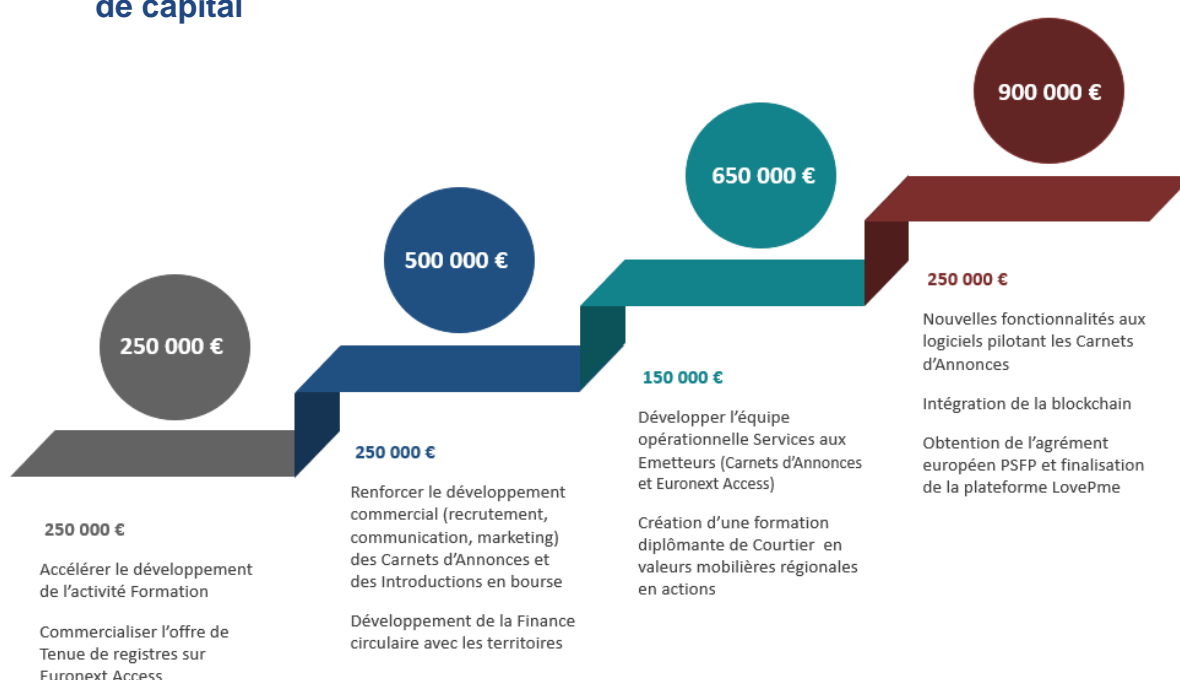 de capital
250 000 €
250 000 €
Accélérer le développement
de l'activité Formation
Commercialiser l'offre de
Tenue de registres sur
Euronext Access
500 000 €
250 000 €
Renforcer le développement
commercial (recrutement,
communication, marketing)
des Carnets d'Annonces et
des Introductions en bourse
Développement de la Finance
circulaire avec les territoires
650 000 €
150 000 €
Développer l'équipe
opérationnelle Services aux
Emetteurs (Carnets d'Annonces
et Euronext Access)
Création d'une formation
diplômante de Courtier en
valeurs mobilières régionales
en actions
900 000 €
250 000 €
Nouvelles fonctionnalités aux
logiciels pilotant les Carnets
d'Annonces
Intégration de la blockchain
Obtention de l'agrément
européen PSFP et finalisation
de la plateforme LovePme